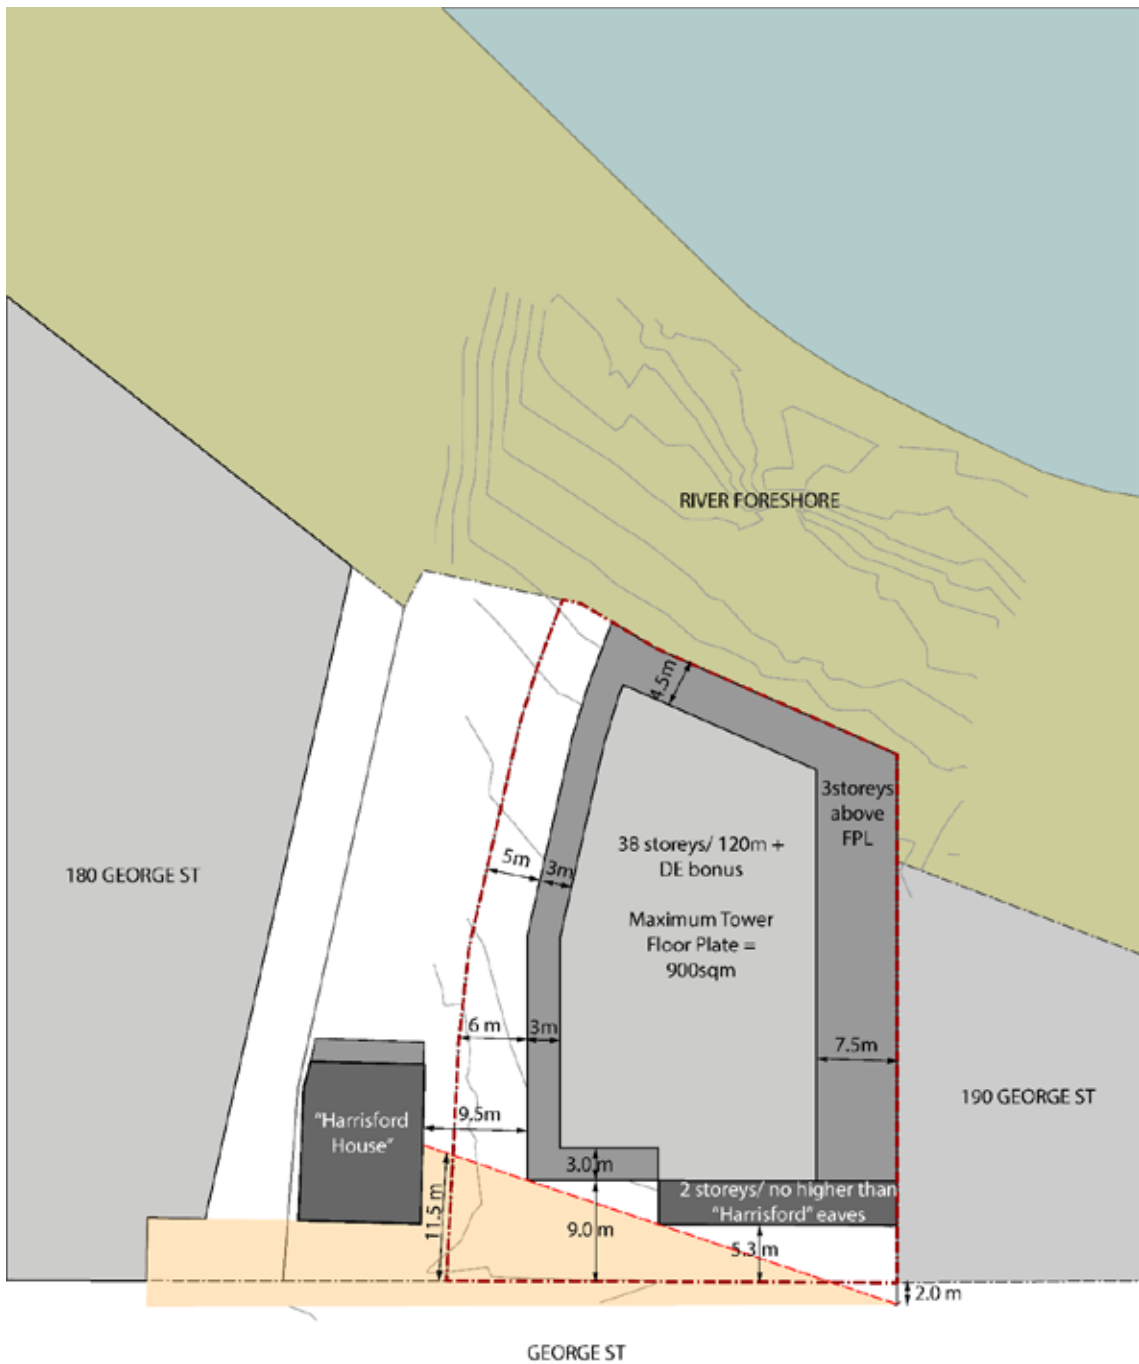 RIVER FORESHORE
4.5m
3storeys
above
FPL
38 storeys/ 120m +
DE bonus
5m
3m
180 GEORGE ST
Maximum Tower
Floor Plate =
900sqm
6 m
3m
7.5m
190 GEORGE ST
"Harrisford
House"
9.5m
3.0 m
2 storeys/ no higher than
"Harrisford" eaves
11.5 m
9.0 m
5.3 m
2.0 m
GEORGE ST